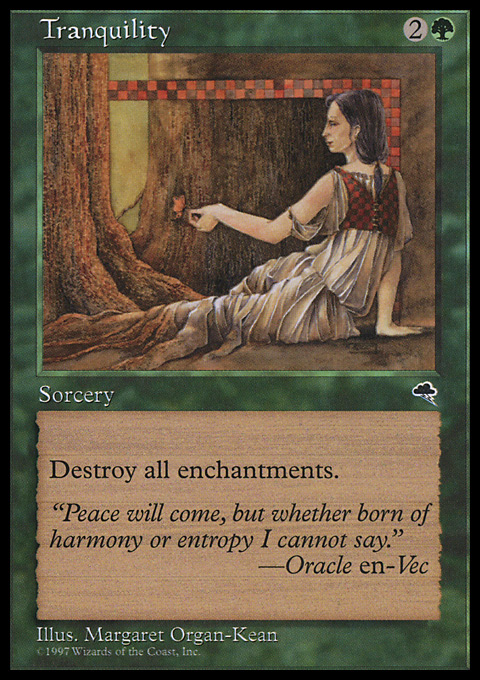 Tranquility 2
Sorcery
Destroy all enchantments.
“Peace will come, but whether born of
harmony or entropy I cannot say.”
—Oracle en-Vec
Illus. Margaret Organ-Kean
©1997 Wizards of the Coast, Inc.